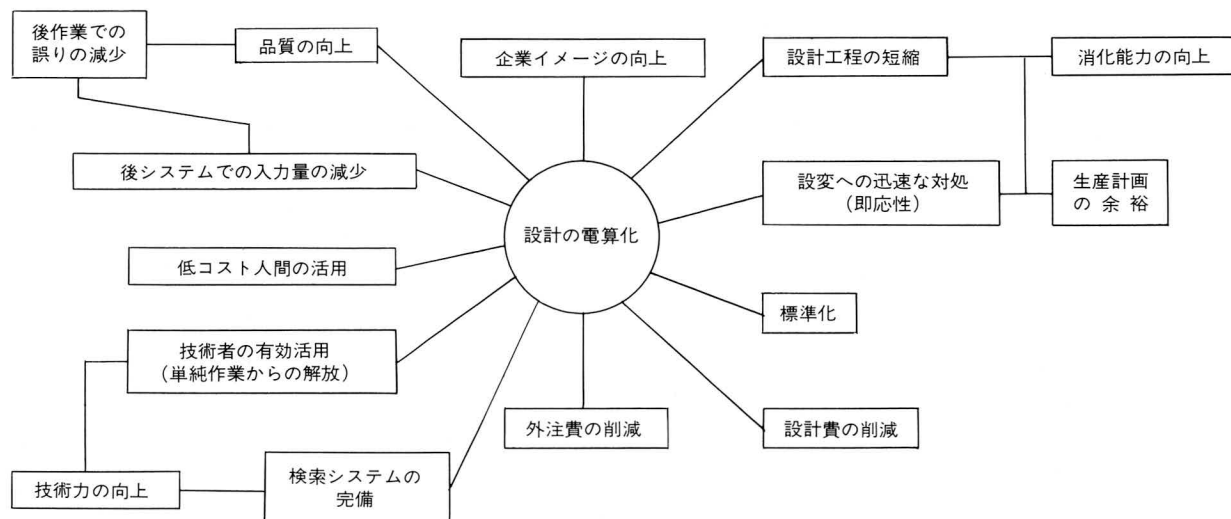 後作業での
誤りの減少
品質の向上
企業イメージの向上
設計工程の短縮
消化能力の向上
後システムでの入力量の減少
設変への迅速な対処
(即応性)
生産計画
の余裕
設計の電算化
低コスト人間の活用
標準化
技術者の有効活用
(単純作業からの解放)
外注費の削減
設計費の削減
技術力の向上
検索システムの
完備